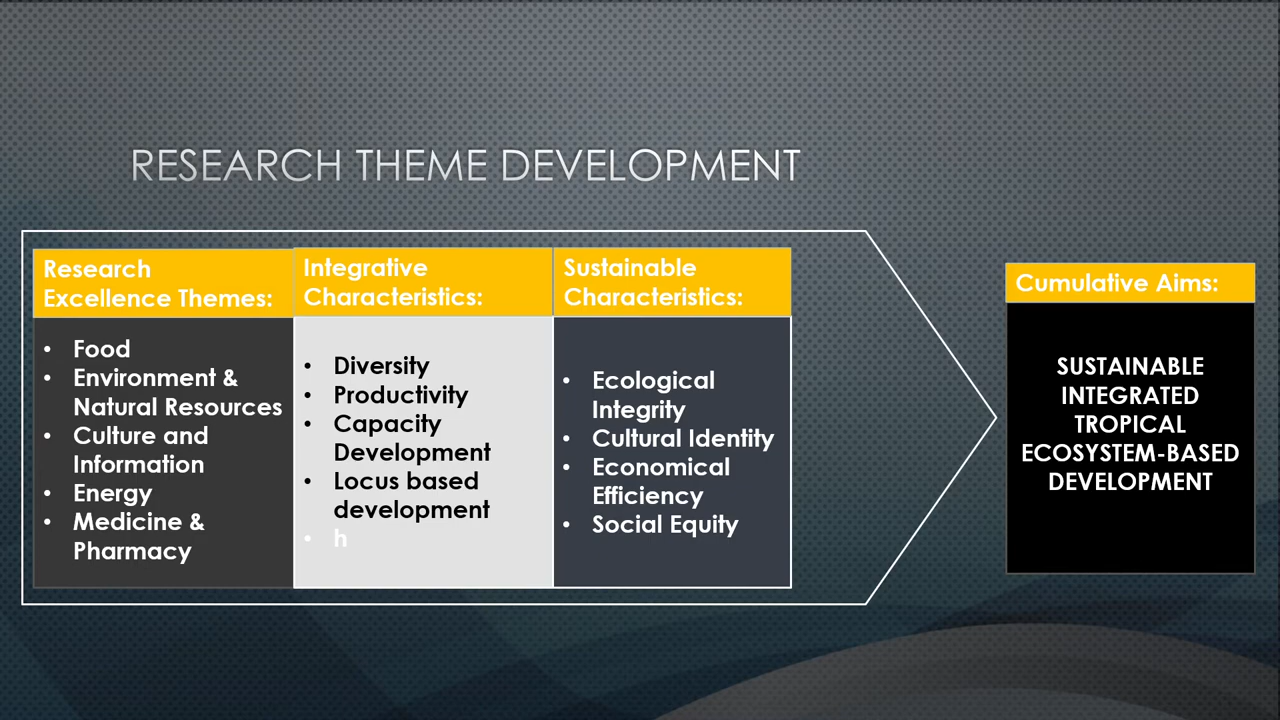 RESEARCH THEME DEVELOPMENT
Research
Excellence Themes:
• Food
• Environment &
Natural Resources
• Culture and
Information
• Energy
• Medicine &
Pharmacy
Integrative
Characteristics:
• Diversity
• Productivity
• Capacity
Development
• Locus based
development
• h
Sustainable
Characteristics:
• Ecological
Integrity
• Cultural Identity
• Economical
Efficiency
• Social Equity
Cumulative Aims:
SUSTAINABLE
INTEGRATED
TROPICAL
ECOSYSTEM-BASED
DEVELOPMENT